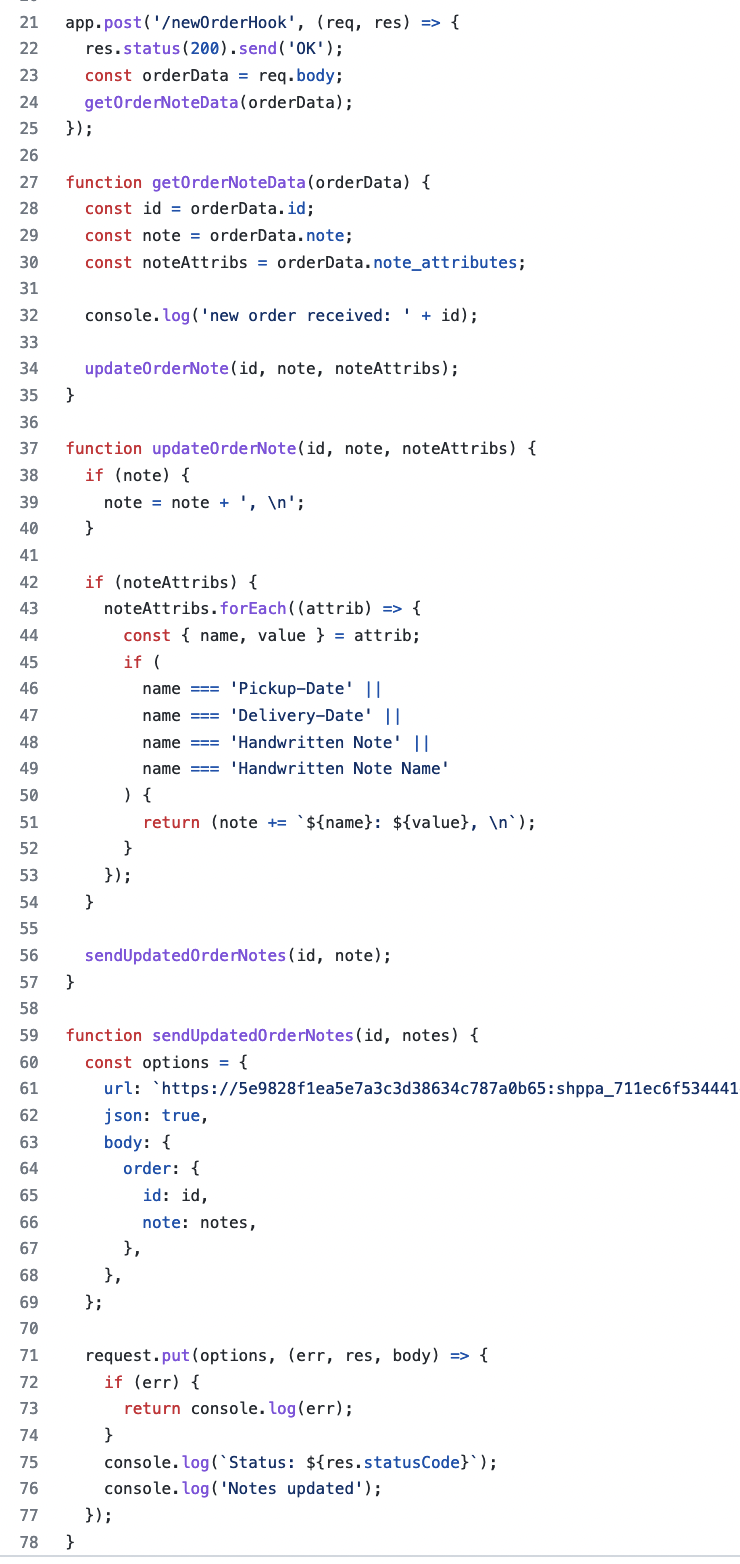 21 app.post('/newOrderHook', (req, res) => {
22 res.status(200).send('OK');
23 const orderData = req.body;
24 getOrderNoteData(orderData);
25 });
26
27 function getOrderNoteData(orderData) {
28 const id = orderData.id;
29 const note = orderData.note;
30 const noteAttribs = orderData.note_attributes;
31
32 console.log('new order received: ' + id);
33
34 updateOrderNote(id, note, noteAttribs);
35 }
36
37 function updateOrderNote(id, note, noteAttribs) {
38 if (note) {
39 note = note + ', \n';
40 }
41
42 if (noteAttribs) {
43 noteAttribs.forEach((attrib) => {
44 const { name, value } = attrib;
45 if (
46 name === 'Pickup-Date' ||
47 name === 'Delivery-Date' ||
48 name === 'Handwritten Note' ||
49 name === 'Handwritten Note Name'
50 ) {
51 return (note += `${name}: ${value}, \n`);
52 }
53 });
54 }
55
56 sendUpdatedOrderNotes(id, note);
57 }
58
59 function sendUpdatedOrderNotes(id, notes) {
60 const options = {
61 url: `https://5e9828f1ea5e7a3c3d38634c787a0b65:shppa_711ec6f534441
62 json: true,
63 body: {
64 order: {
65 id: id,
66 note: notes,
67 },
68 },
69 };
70
71 request.put(options, (err, res, body) => {
72 if (err) {
73 return console.log(err);
74 }
75 console.log(`Status: ${res.statusCode}`);
76 console.log('Notes updated');
77 });
78 }